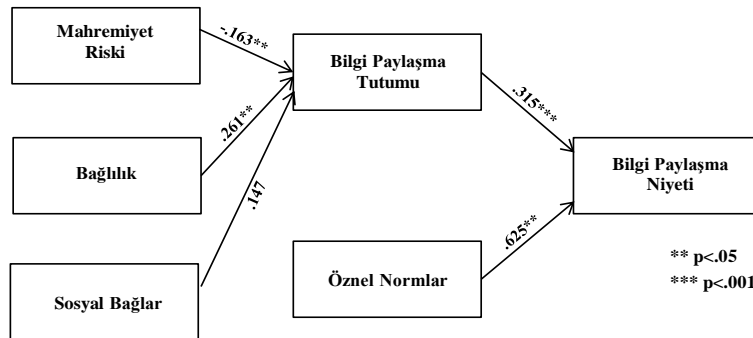 Mahremiyet
Riski
-.163**
Bilgi Paylaşma
Tutumu
.315***
.261**
Bağlılık
.147
Bilgi Paylaşma
Niyeti
.625**
Sosyal Bağlar
Öznel Normlar
** p<.05
*** p<.001